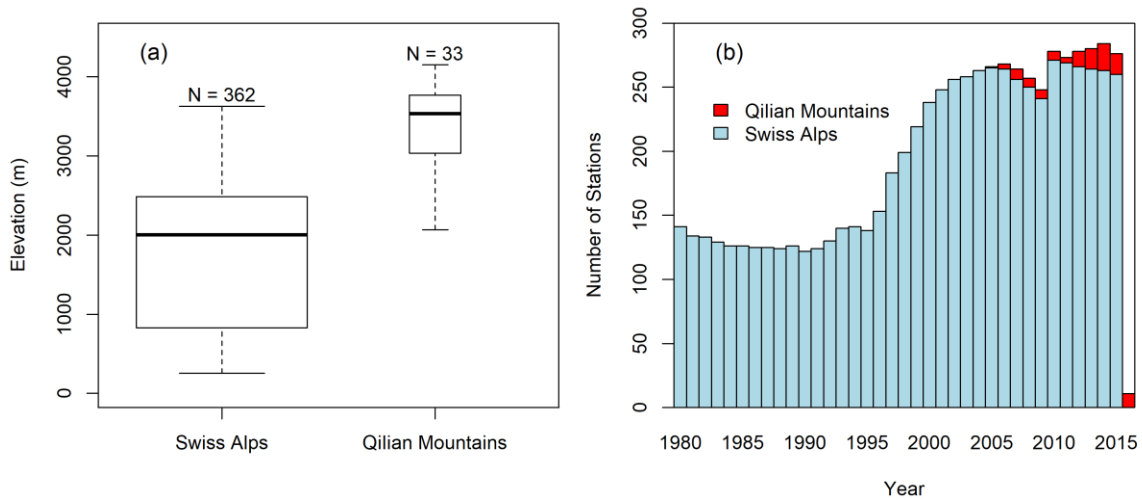 (a)
N = 362
N = 33
Elevation (m)
0
1000
2000
3000
4000
Swiss Alps
Qilian Mountains
(b)
Qilian Mountains
Swiss Alps
Number of Stations
0
50
100
150
200
250
300
1980
1985
1990
1995
2000
2005
2010
2015
Year